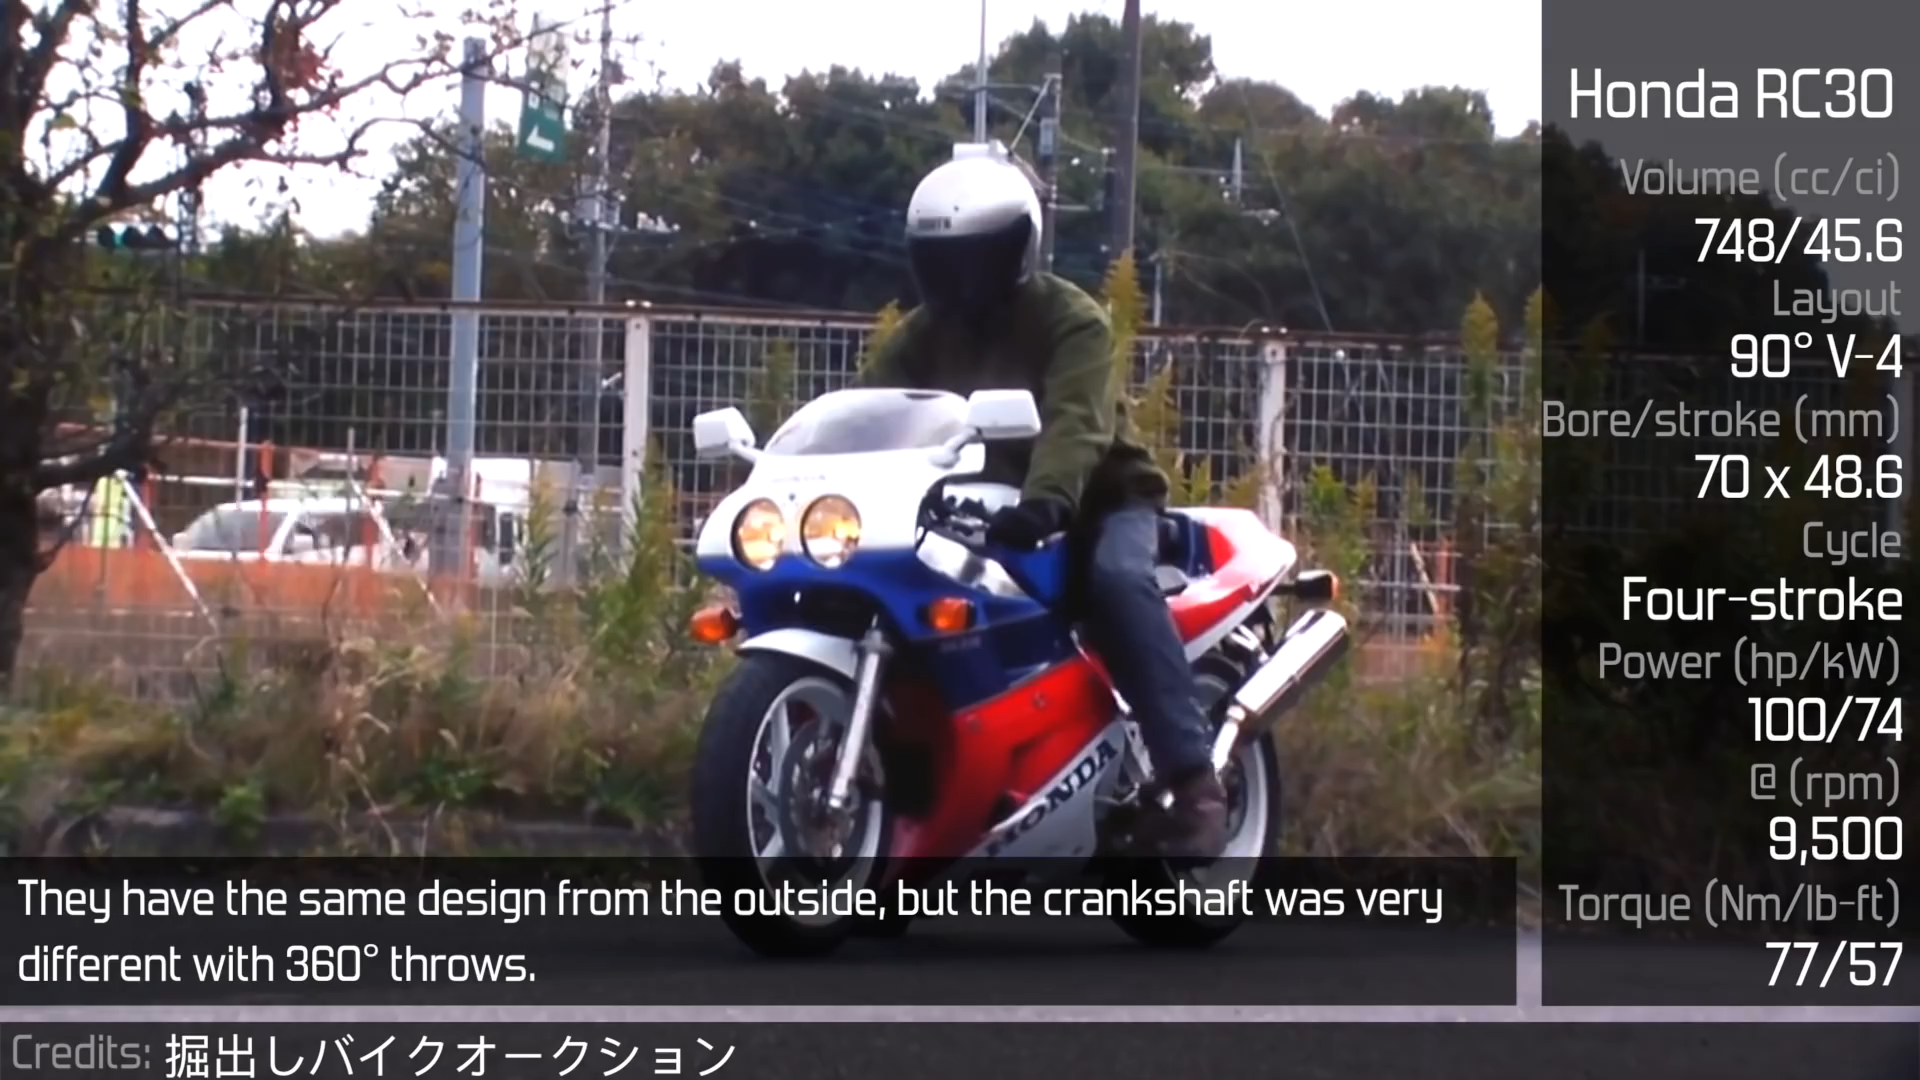 Honda RC30
Volume (cc/ci)
748/45.6
Layout
90° V-4
Bore/stroke (mm)
70 x 48.6
Cycle
Four-stroke
Power (hp/kW)
100/74
@ (rpm)
9,500
Torque (Nm/lb-ft)
77/57
HONDA
They have the same design from the outside, but the crankshaft was very
different with 360° throws.
Credits: 掘出しバイクオークション